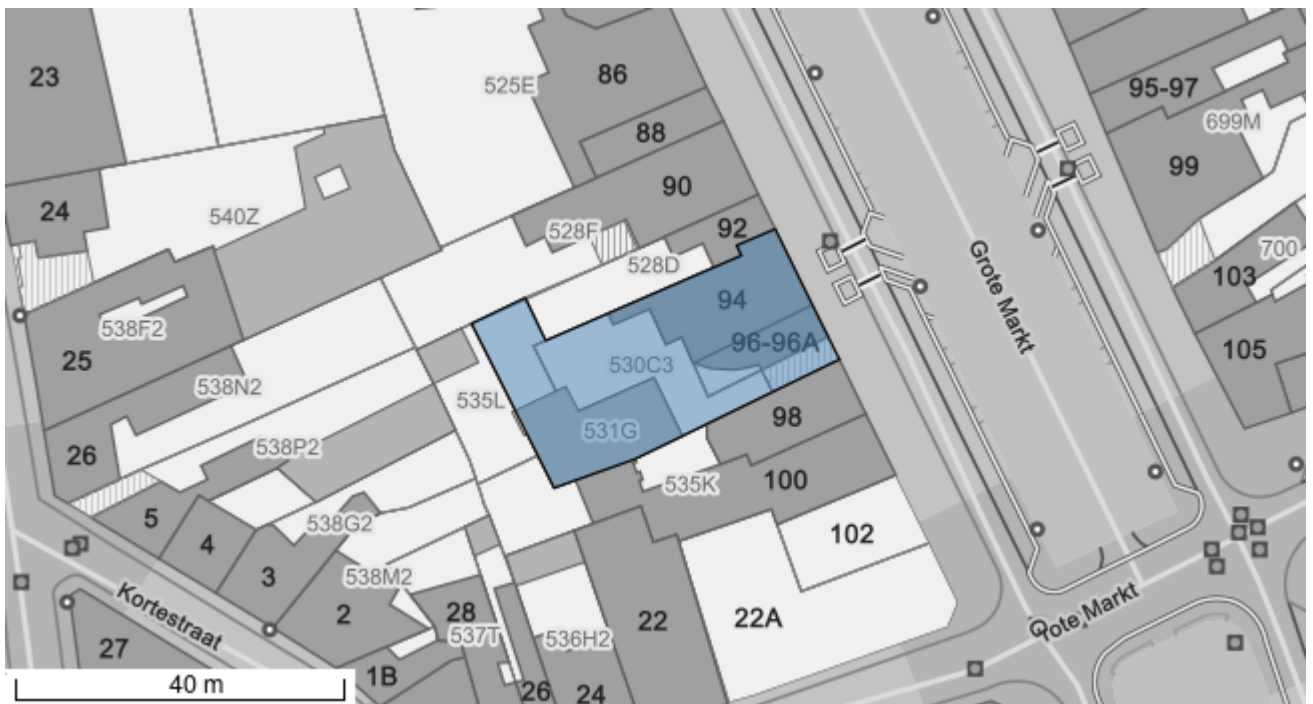 23
525E
86
88
95-97
699M
99
24
540Z
90
528F
92
528D
Grote Markt
700
103
94
538F2
25
96-96A
105
530C3
538N2
535L
98
531G
26
538P2
535K
100
5
102
538G2
4
3
538M2
Kortestraat
2
28
22
22A
Grote Markt
537T
536H2
27
1B
26
24
40 m